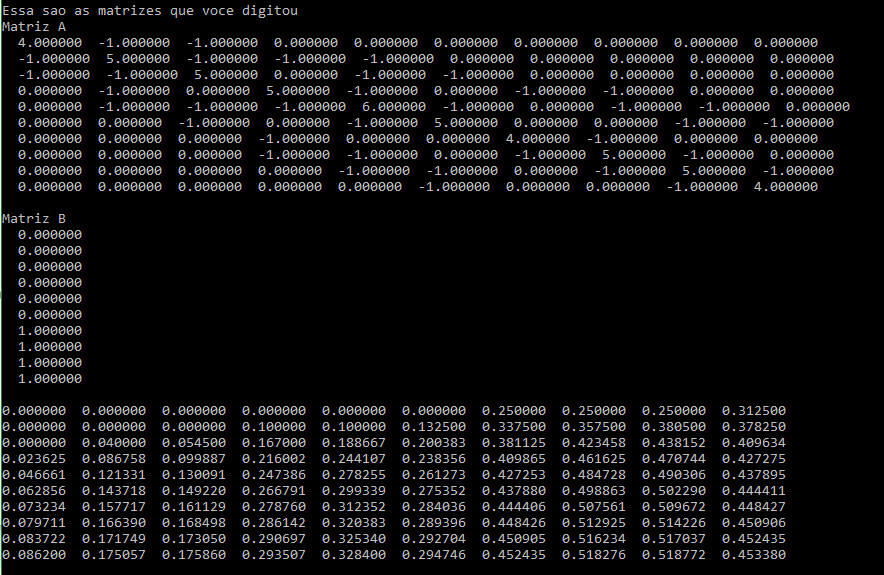 Essa sao as matrizes que voce digitou
Matriz A
4.000000 -1.000000 -1.000000 0.000000 0.000000 0.000000 0.000000 0.000000 0.000000 0.000000
-1.000000 5.000000 -1.000000 -1.000000 -1.000000 0.000000 0.000000 0.000000 0.000000 0.000000
-1.000000 -1.000000 5.000000 0.000000 -1.000000 -1.000000 0.000000 0.000000 0.000000 0.000000
0.000000 -1.000000 0.000000 5.000000 -1.000000 0.000000 -1.000000 -1.000000 0.000000 0.000000
0.000000 -1.000000 -1.000000 -1.000000 6.000000 -1.000000 0.000000 -1.000000 -1.000000 0.000000
0.000000 0.000000 -1.000000 0.000000 -1.000000 5.000000 0.000000 0.000000 -1.000000 -1.000000
0.000000 0.000000 0.000000 -1.000000 0.000000 0.000000 4.000000 -1.000000 0.000000 0.000000
0.000000 0.000000 0.000000 -1.000000 -1.000000 0.000000 -1.000000 5.000000 -1.000000 0.000000
0.000000 0.000000 0.000000 0.000000 -1.000000 -1.000000 0.000000 -1.000000 5.000000 -1.000000
0.000000 0.000000 0.000000 0.000000 0.000000 -1.000000 0.000000 0.000000 -1.000000 4.000000
Matriz B
0.000000
0.000000
0.000000
0.000000
0.000000
0.000000
1.000000
1.000000
1.000000
1.000000
0.000000 0.000000 0.000000 0.000000 0.000000 0.000000 0.250000 0.250000 0.250000 0.312500
0.000000 0.000000 0.000000 0.100000 0.100000 0.132500 0.337500 0.357500 0.380500 0.378250
0.000000 0.040000 0.054500 0.167000 0.188667 0.200383 0.381125 0.423458 0.438152 0.409634
0.023625 0.086758 0.099887 0.216002 0.244107 0.238356 0.409865 0.461625 0.470744 0.427275
0.046661 0.121331 0.130091 0.247386 0.278255 0.261273 0.427253 0.484728 0.490306 0.437895
0.062856 0.143718 0.149220 0.266791 0.299339 0.275352 0.437880 0.498863 0.502290 0.444411
0.073234 0.157717 0.161129 0.278760 0.312352 0.284036 0.444406 0.507561 0.509672 0.448427
0.079711 0.166390 0.168498 0.286142 0.320383 0.289396 0.448426 0.512925 0.514226 0.450906
0.083722 0.171749 0.173050 0.290697 0.325340 0.292704 0.450905 0.516234 0.517037 0.452435
0.086200 0.175057 0.175860 0.293507 0.328400 0.294746 0.452435 0.518276 0.518772 0.453380